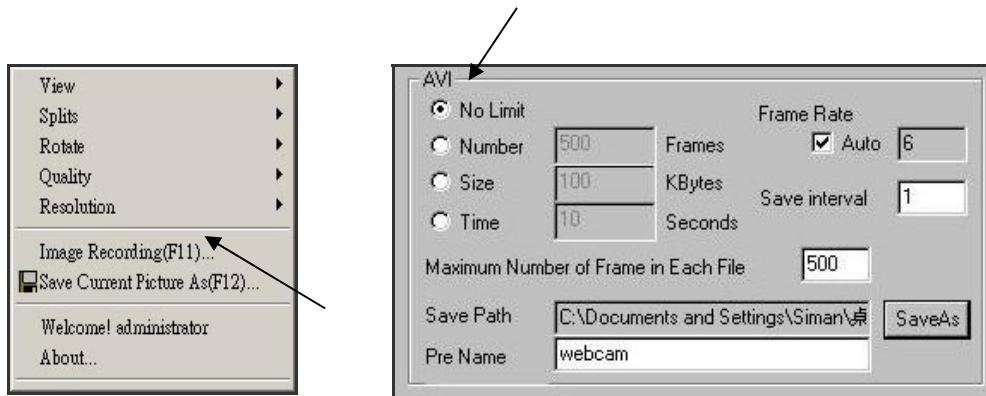 View
Splits
Rotate
Quality
Resolution
Image Recording(F11)...
Save Current Picture As(F12)...
Welcome! administrator
About...
AVI
No Limit
Frame Rate
Number 500 Frames
Auto 6
Size 100 KBytes
Save interval 1
Time 10 Seconds
Maximum Number of Frame in Each File 500
Save Path C:\Documents and Settings\Siman\桌 SaveAs
Pre Name webcam